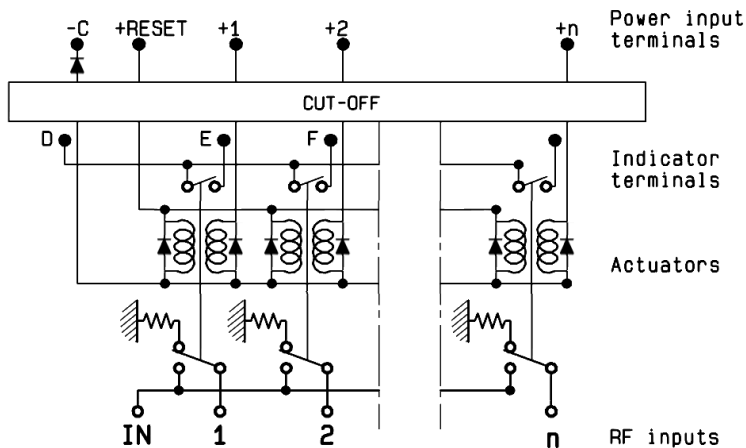 -C +RESET +1 +2 +n
Power input
terminals
CUT-OFF
D E F
Indicator
terminals
Actuators
IN 1 2 n
RF inputs